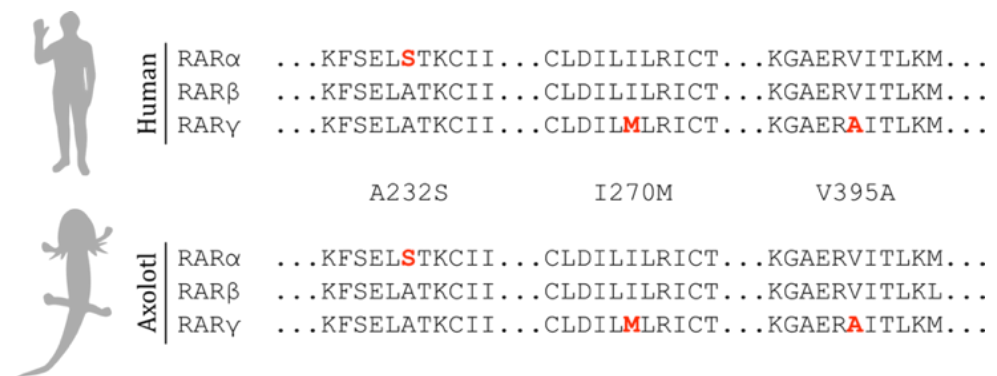 Human
RARα ...KFSELSTKCII...CLDILILRICT...KGAERVITLKM...
RARβ ...KFSELATKCII...CLDILILRICT...KGAERVITLKM...
RARγ ...KFSELATKCII...CLDILMLRICT...KGAERAITLKM...
A232S I270M V395A
Axolotl
RARα ...KFSELSTKCII...CLDILILRICT...KGAERVITLKM...
RARβ ...KFSELATKCII...CLDILILRICT...KGAERVITLKL...
RARγ ...KFSELATKCII...CLDILMLRICT...KGAERAITLKM...